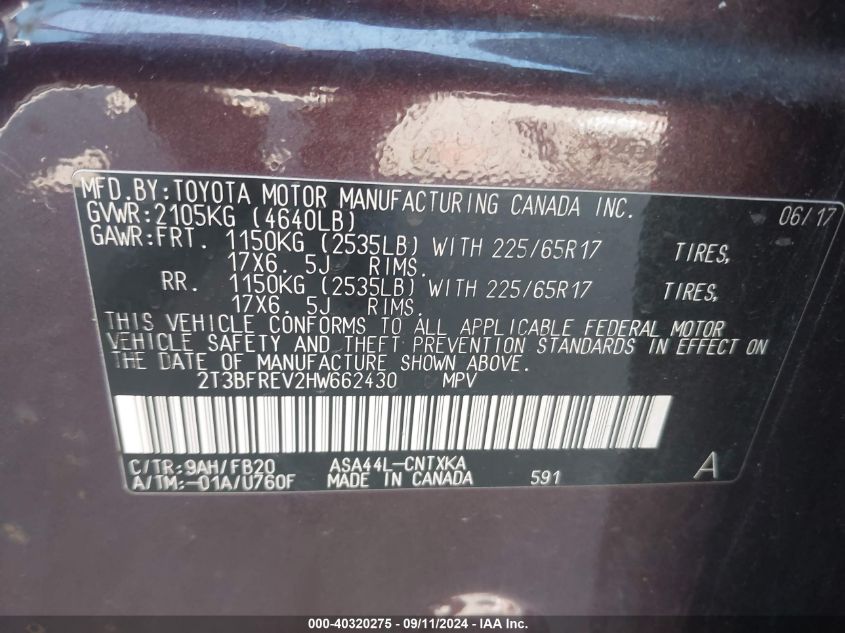 MFD.BY:TOYOTA MOTOR MANUFACTURING CANADA INC. 06/17
GVWR:2105KG (4640LB)
GAWR:FRT. 1150KG (2535LB) WITH 225/65R17 TIRES,
17X6. 5J RIMS.
RR. 1150KG (2535LB) WITH 225/65R17 TIRES,
17X6. 5J RIMS.
THIS VEHICLE CONFORMS TO ALL APPLICABLE FEDERAL MOTOR
VEHICLE SAFETY AND THEFT PREVENTION STANDARDS IN EFFECT ON
THE DATE OF MANUFACTURE SHOWN ABOVE.
2T3BFREV2HW662430 MPV
C/TR:9AH/FB20 ASA44L-CNTXKA A
A/TM:-01A/U760F MADE IN CANADA 591
000-40320275 - 09/11/2024 - IAA Inc.